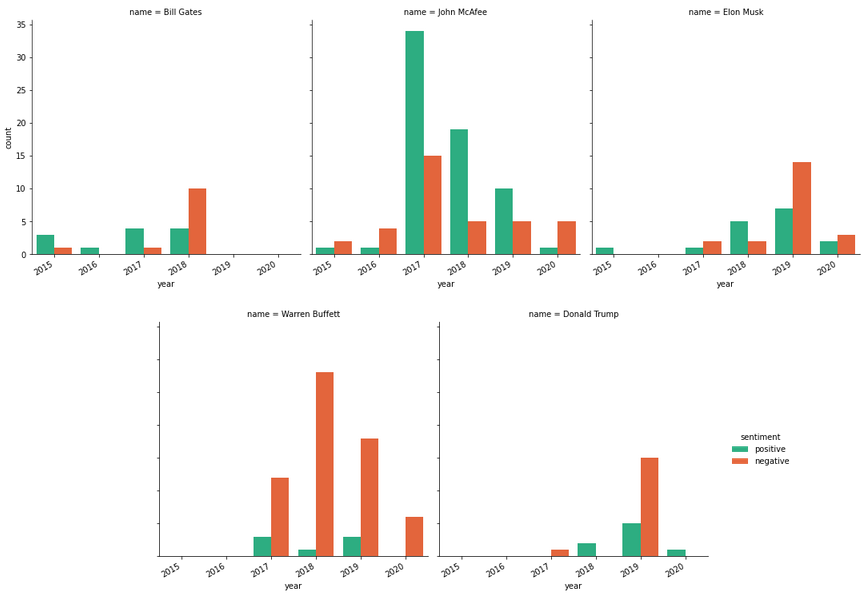 name = Bill Gates
name = John McAfee
name = Elon Musk
35
30
25
20
15
10
5
0
count
2015 2016 2017 2018 2019 2020
2015 2016 2017 2018 2019 2020
2015 2016 2017 2018 2019 2020
year
year
year
name = Warren Buffett
name = Donald Trump
sentiment
positive
negative
2015 2016 2017 2018 2019 2020
2015 2016 2017 2018 2019 2020
year
year